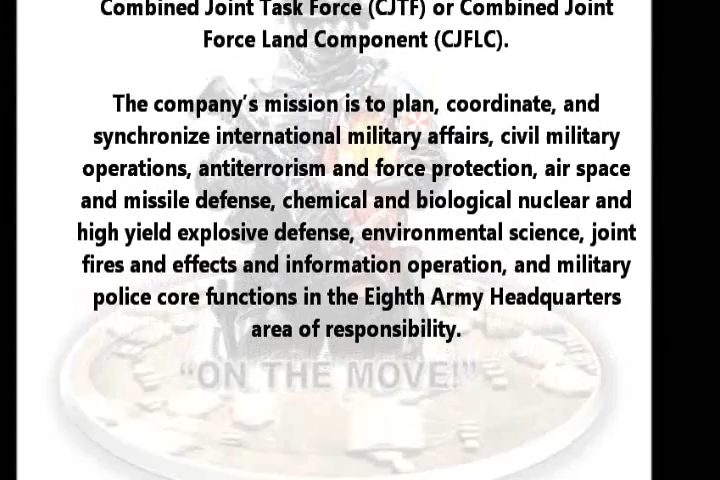 Combined Joint Task Force (CJTF) or Combined Joint
Force Land Component (CJFLC).
The company's mission is to plan, coordinate, and
synchronize international military affairs, civil military
operations, antiterrorism and force protection, air space
and missile defense, chemical and biological nuclear and
high yield explosive defense, environmental science, joint
fires and effects and information operation, and military
police core functions in the Eighth Army Headquarters
area of responsibility.
"ON THE MOVE!"